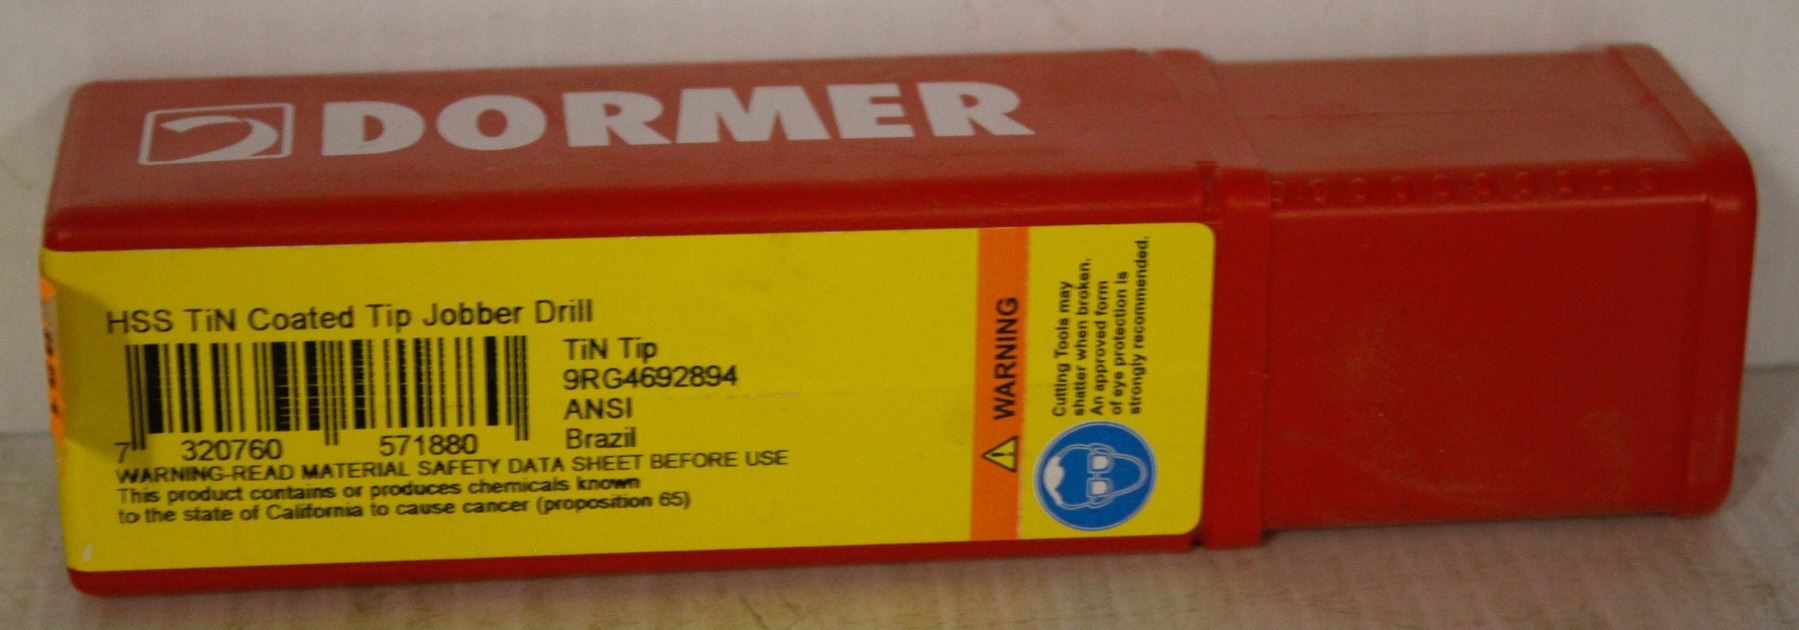 DORMER
HSS TiN Coated Tip Jobber Drill
TiN Tip
9RG4692894
ANSI
Brazil
7 320760 571880
WARNING-READ MATERIAL SAFETY DATA SHEET BEFORE USE
This product contains or produces chemicals known
to the state of California to cause cancer (proposition 65)
WARNING
Cutting Tools may
shatter when broken.
An approved form
of eye protection is
strongly recommended.